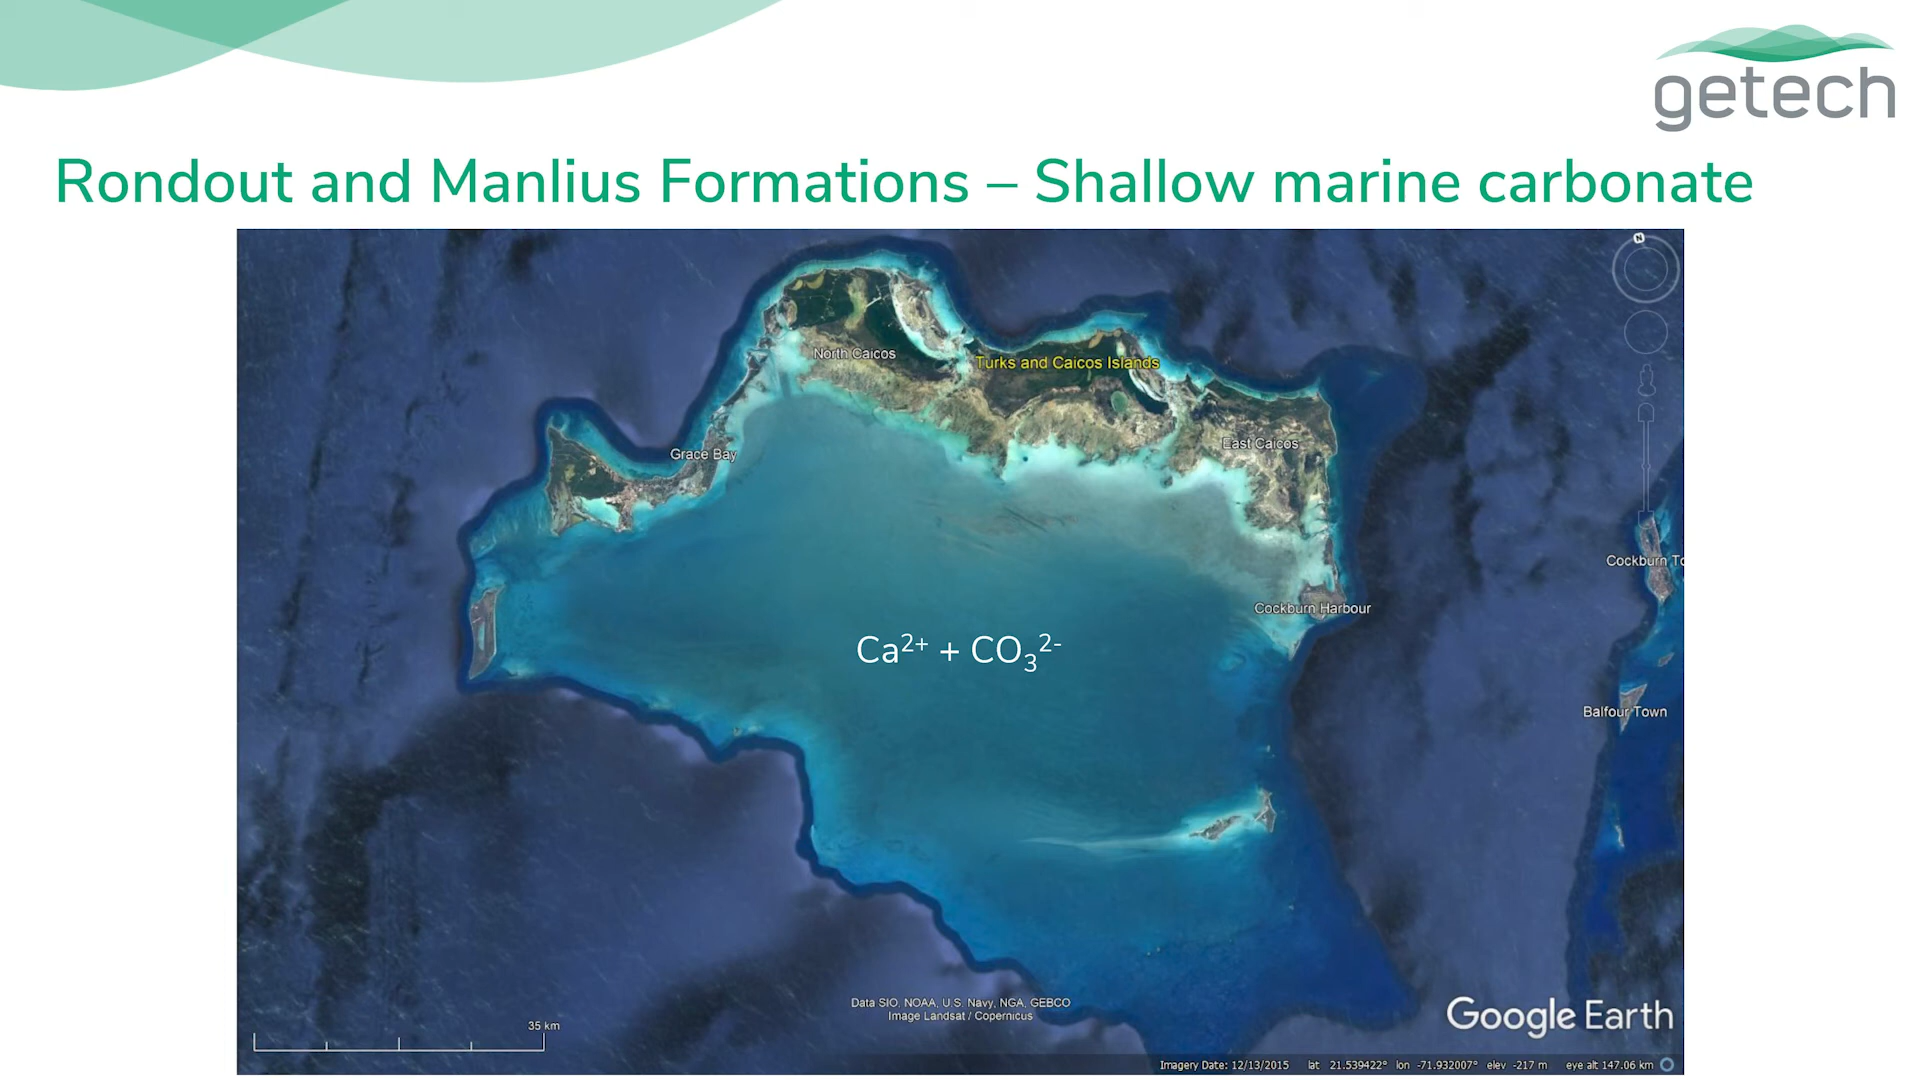 getech
Rondout and Manlius Formations – Shallow marine carbonate
N
North Caicos
Turks and Caicos Islands
East Caicos
Grace Bay
Cockburn To
Cockburn Harbour
Ca²⁺ + CO₃²⁻
Balfour Town
Data SIO, NOAA, U.S. Navy, NGA, GEBCO
Image Landsat / Copernicus
Google Earth
35 km
Imagery Date: 12/13/2015 lat 21.539422° lon -71.932007° elev -217 m eye alt 147.06 km